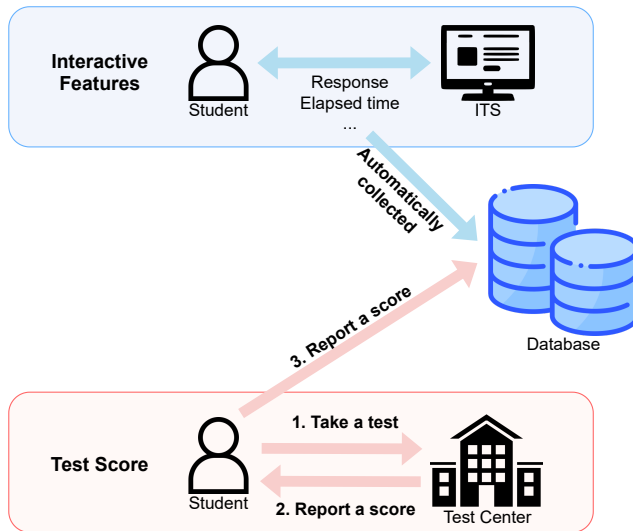 Interactive
Features
Student
Response
Elapsed time
...
ITS
Automatically
collected
Database
3. Report a score
Test Score
Student
1. Take a test
2. Report a score
Test Center